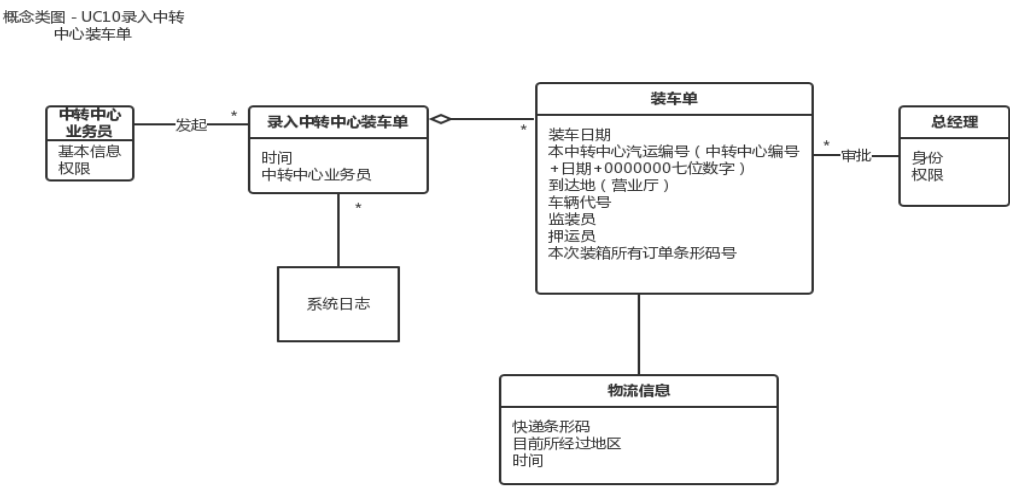 概念类图 - UC10录入中转
中心装车单
中转中心
业务员
基本信息
权限
发起
*
录入中转中心装车单
时间
中转中心业务员
*
系统日志
*
装车单
装车日期
本中转中心汽运编号（中转中心编号
+日期+0000000七位数字）
到达地（营业厅）
车辆代号
监装员
押运员
本次装箱所有订单条形码号
*
审批
总经理
身份
权限
物流信息
快递条形码
目前所经过地区
时间